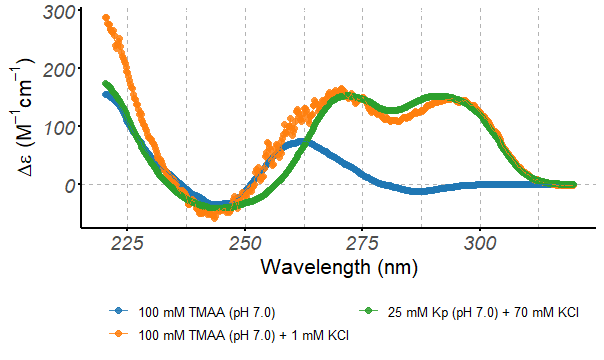 300
200
100
0
Δε (M⁻¹cm⁻¹)
225 250 275 300
Wavelength (nm)
100 mM TMAA (pH 7.0) 25 mM Kp (pH 7.0) + 70 mM KCl
100 mM TMAA (pH 7.0) + 1 mM KCl